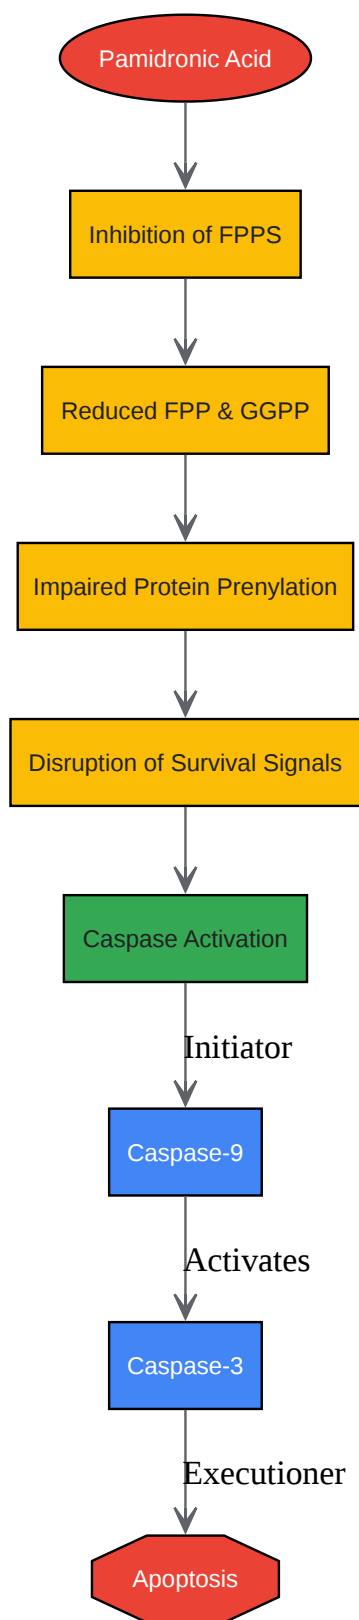 Pamidronic Acid
Inhibition of FPPS
Reduced FPP & GGPP
Impaired Protein Prenylation
Disruption of Survival Signals
Caspase Activation
Initiator
Caspase-9
Activates
Caspase-3
Executioner
Apoptosis